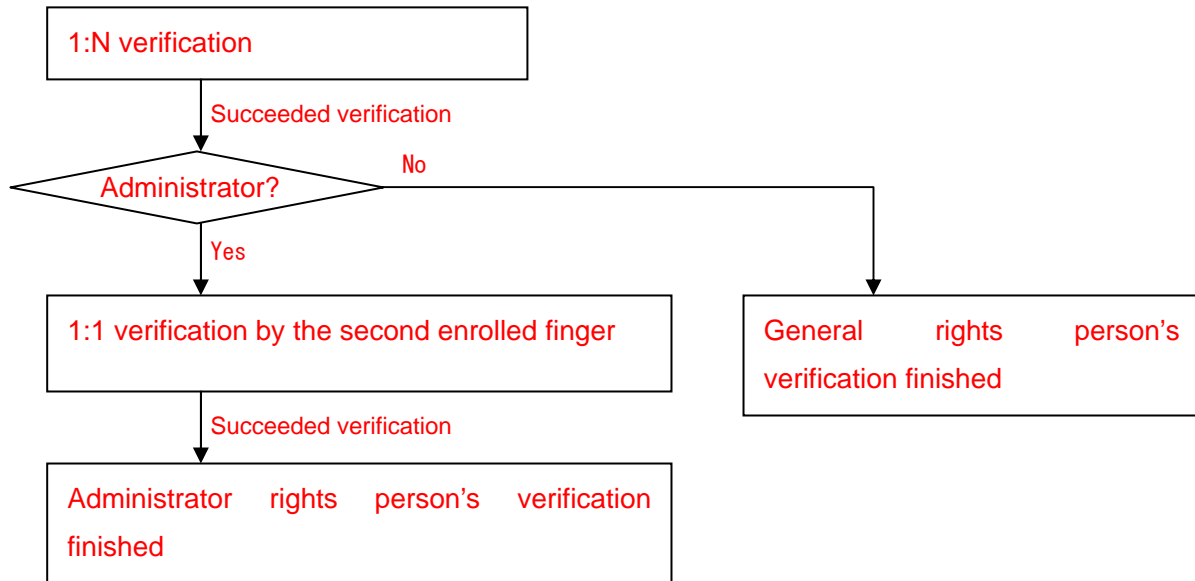 1:N verification
Succeeded verification
Administrator?
No
Yes
1:1 verification by the second enrolled finger
General rights person's
verification finished
Succeeded verification
Administrator rights person's verification
finished